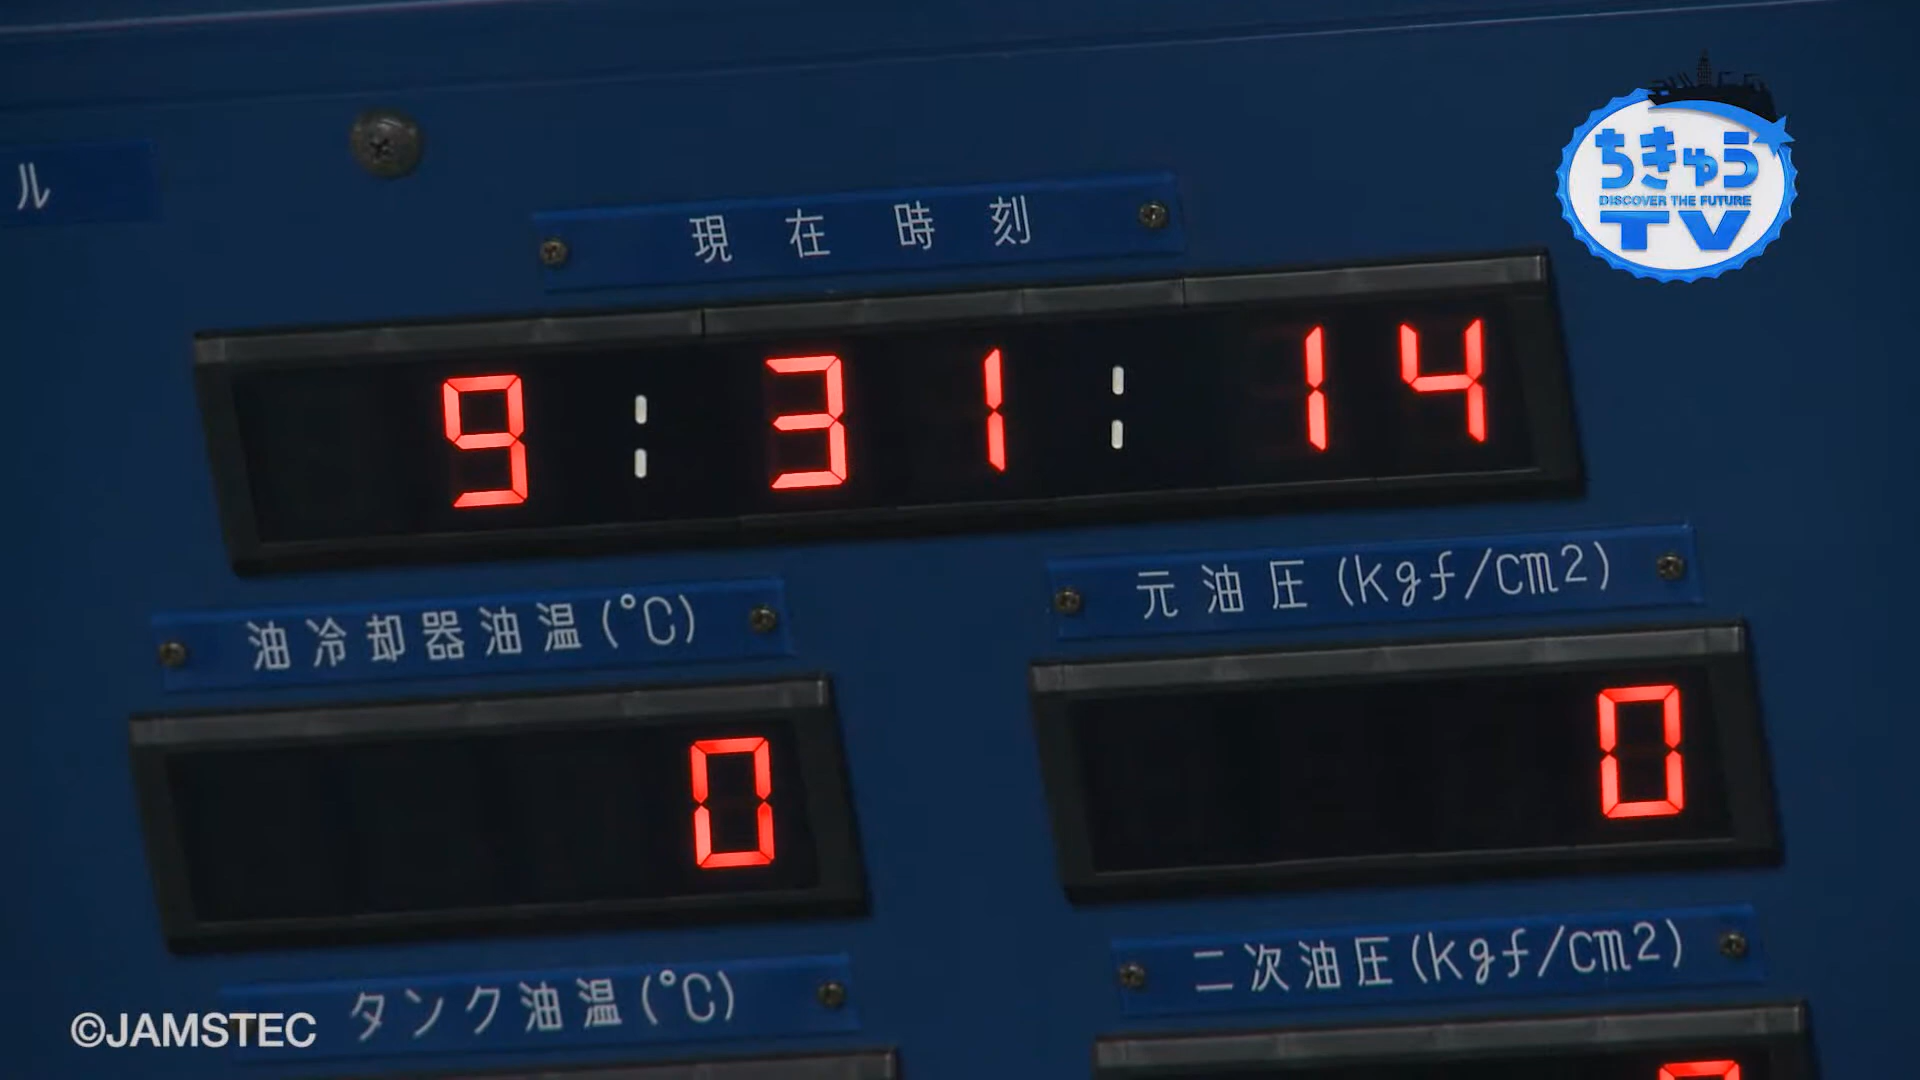 ル
現在時刻
9:31:14
ちきゅう
DISCOVER THE FUTURE
TV
油冷却器油温(℃)
元油圧(kgf/cm2)
0
0
タンク油温(℃)
二次油圧(kgf/cm2)
©JAMSTEC